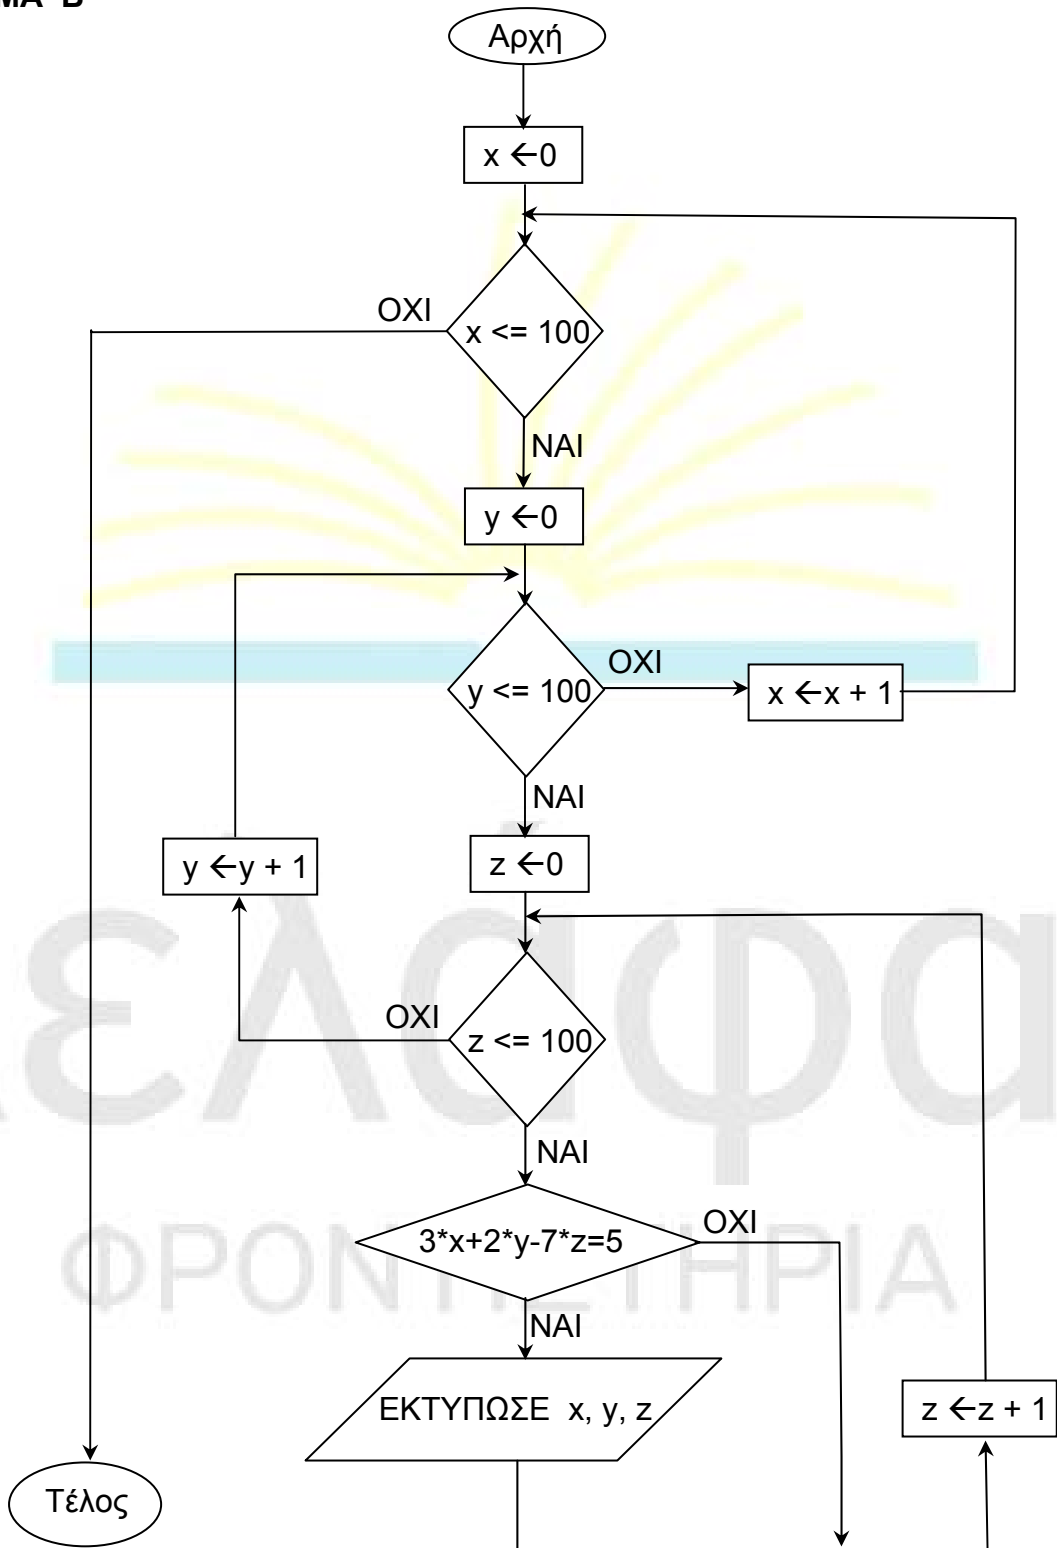 ΜΑ Β
Αρχή
x ←0
x <= 100
ΟΧΙ
ΝΑΙ
y ←0
y <= 100
ΟΧΙ
x ←x + 1
ΝΑΙ
y ←y + 1
z ←0
ΟΧΙ
z <= 100
ΝΑΙ
3*x+2*y-7*z=5
ΟΧΙ
ΝΑΙ
ΕΚΤΥΠΩΣΕ x, y, z
z ←z + 1
Τέλος
ελάφα
ΦΡΟΝΤΙΣΤΗΡΙΑ